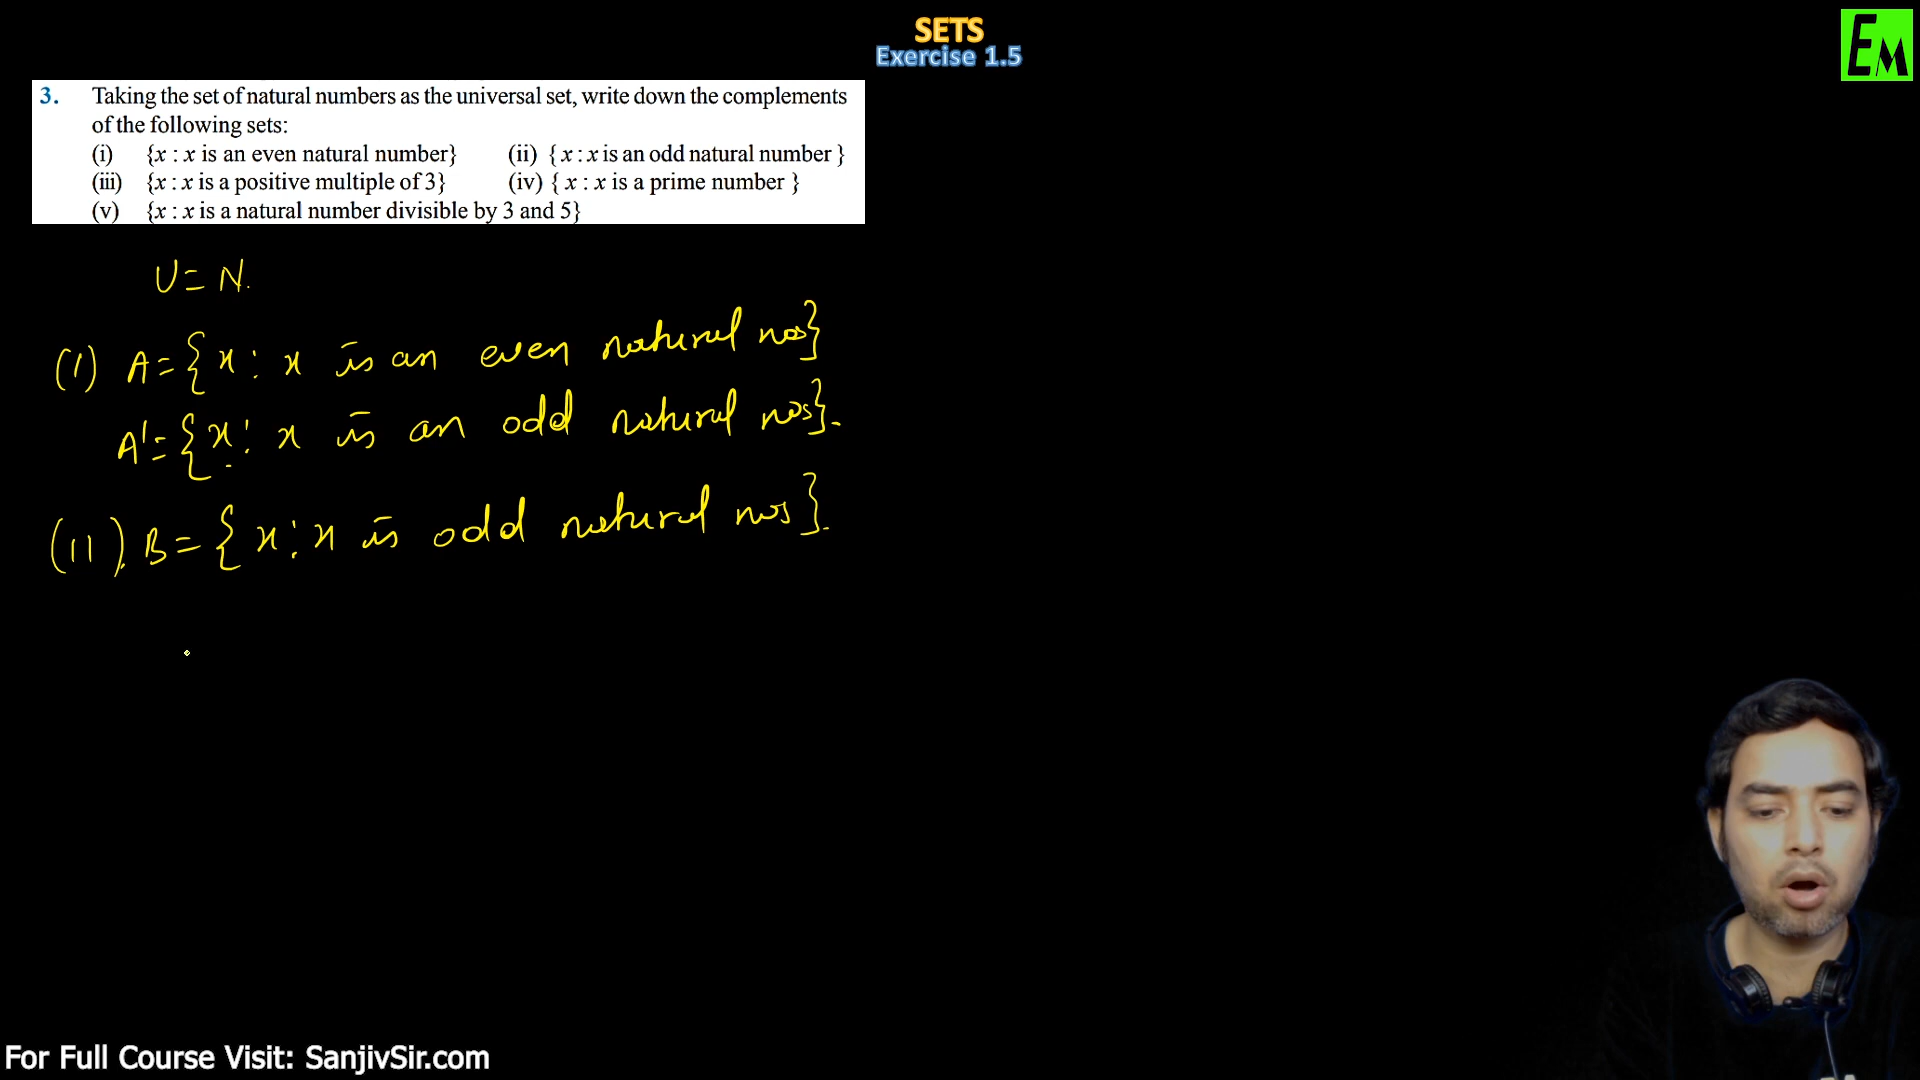 SETS
Exercise 1.5
EM
3. Taking the set of natural numbers as the universal set, write down the complements
of the following sets:
(i) {x : x is an even natural number} (ii) { x : x is an odd natural number }
(iii) {x : x is a positive multiple of 3} (iv) { x : x is a prime number }
(v) {x : x is a natural number divisible by 3 and 5}
U = N.
(i) A = {x : x is an even natural nos}
A' = {x : x is an odd natural nos}.
(ii). B = {x : x is odd natural nos}.
For Full Course Visit: SanjivSir.com